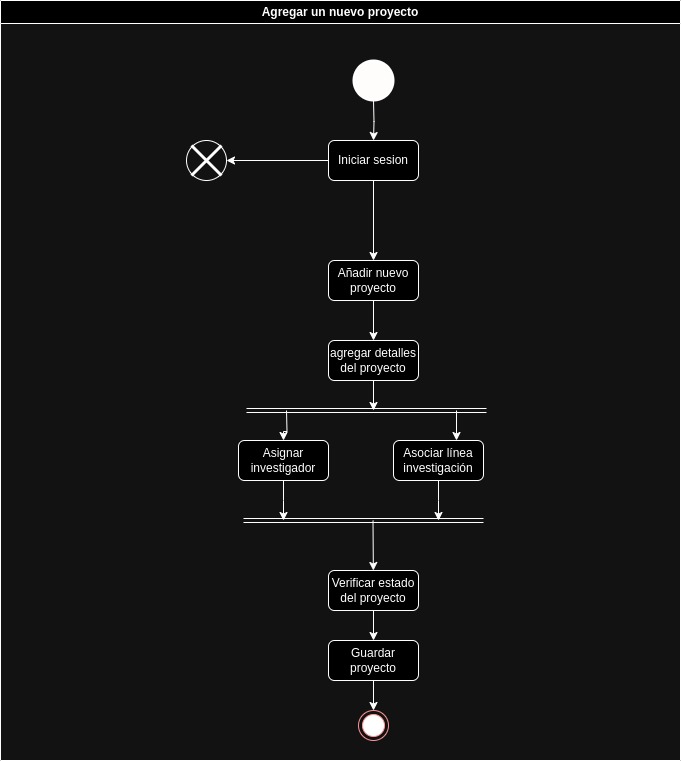 Agregar un nuevo proyecto
Iniciar sesion
Añadir nuevo
proyecto
agregar detalles
del proyecto
Asignar
investigador
Asociar línea
investigación
Verificar estado
del proyecto
Guardar
proyecto